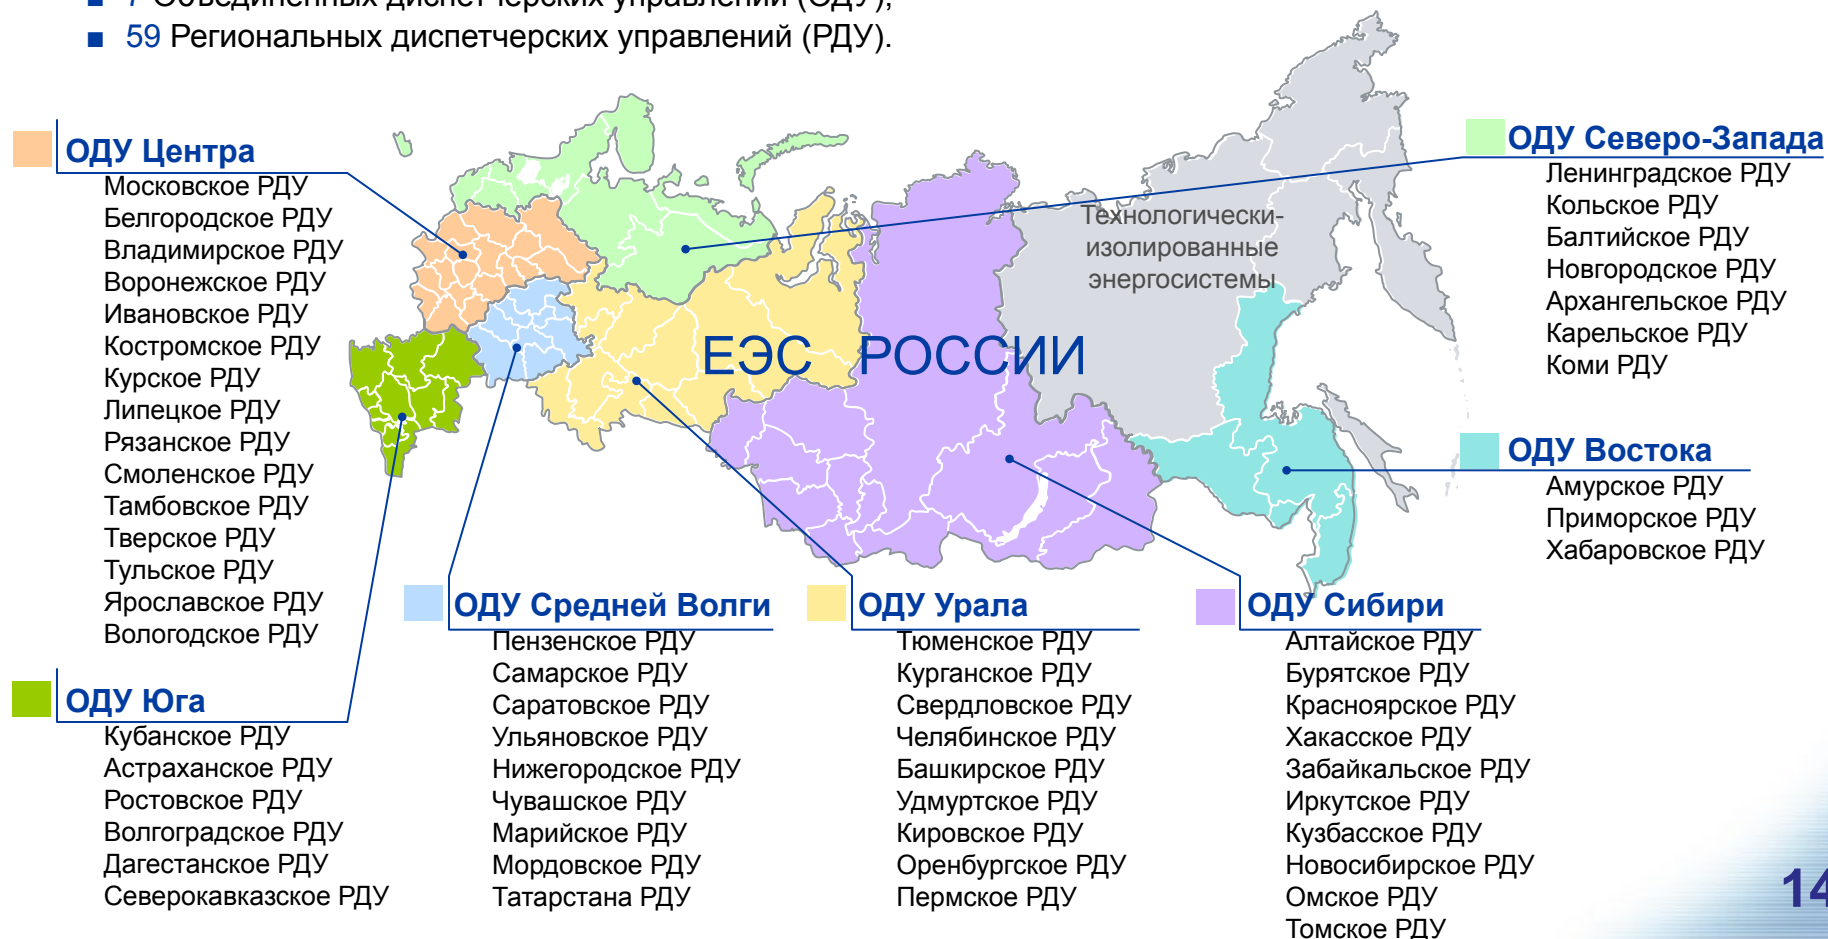 7 Объединенных диспетчерских управлений (ОДУ);
59 Региональных диспетчерских управлений (РДУ).
ОДУ Центра
Московское РДУ
Белгородское РДУ
Владимирское РДУ
Воронежское РДУ
Ивановское РДУ
Костромское РДУ
Курское РДУ
Липецкое РДУ
Рязанское РДУ
Смоленское РДУ
Тамбовское РДУ
Тверское РДУ
Тульское РДУ
Ярославское РДУ
Вологодское РДУ
ОДУ Юга
Кубанское РДУ
Астраханское РДУ
Ростовское РДУ
Волгоградское РДУ
Дагестанское РДУ
Северокавказское РДУ
ЕЭС РОССИИ
Технологически-
изолированные
энергосистемы
ОДУ Средней Волги
Пензенское РДУ
Самарское РДУ
Саратовское РДУ
Ульяновское РДУ
Нижегородское РДУ
Чувашское РДУ
Марийское РДУ
Мордовское РДУ
Татарстана РДУ
ОДУ Урала
Тюменское РДУ
Курганское РДУ
Свердловское РДУ
Челябинское РДУ
Башкирское РДУ
Удмуртское РДУ
Кировское РДУ
Оренбургское РДУ
Пермское РДУ
ОДУ Сибири
Алтайское РДУ
Бурятское РДУ
Красноярское РДУ
Хакасское РДУ
Забайкальское РДУ
Иркутское РДУ
Кузбасское РДУ
Новосибирское РДУ
Омское РДУ
Томское РДУ
ОДУ Северо-Запада
Ленинградское РДУ
Кольское РДУ
Балтийское РДУ
Новгородское РДУ
Архангельское РДУ
Карельское РДУ
Коми РДУ
ОДУ Востока
Амурское РДУ
Приморское РДУ
Хабаровское РДУ
14